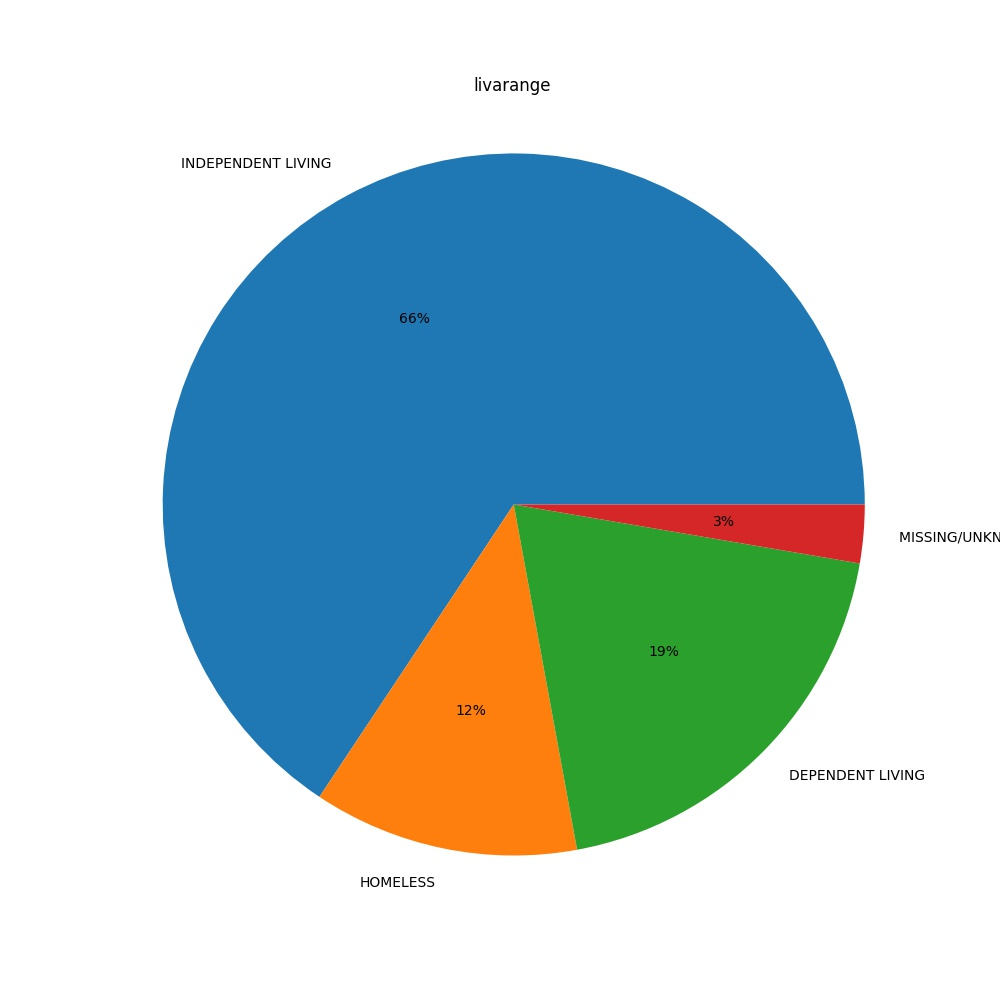 livarange
INDEPENDENT LIVING
66%
3%
MISSING/UNKN
19%
12%
DEPENDENT LIVING
HOMELESS